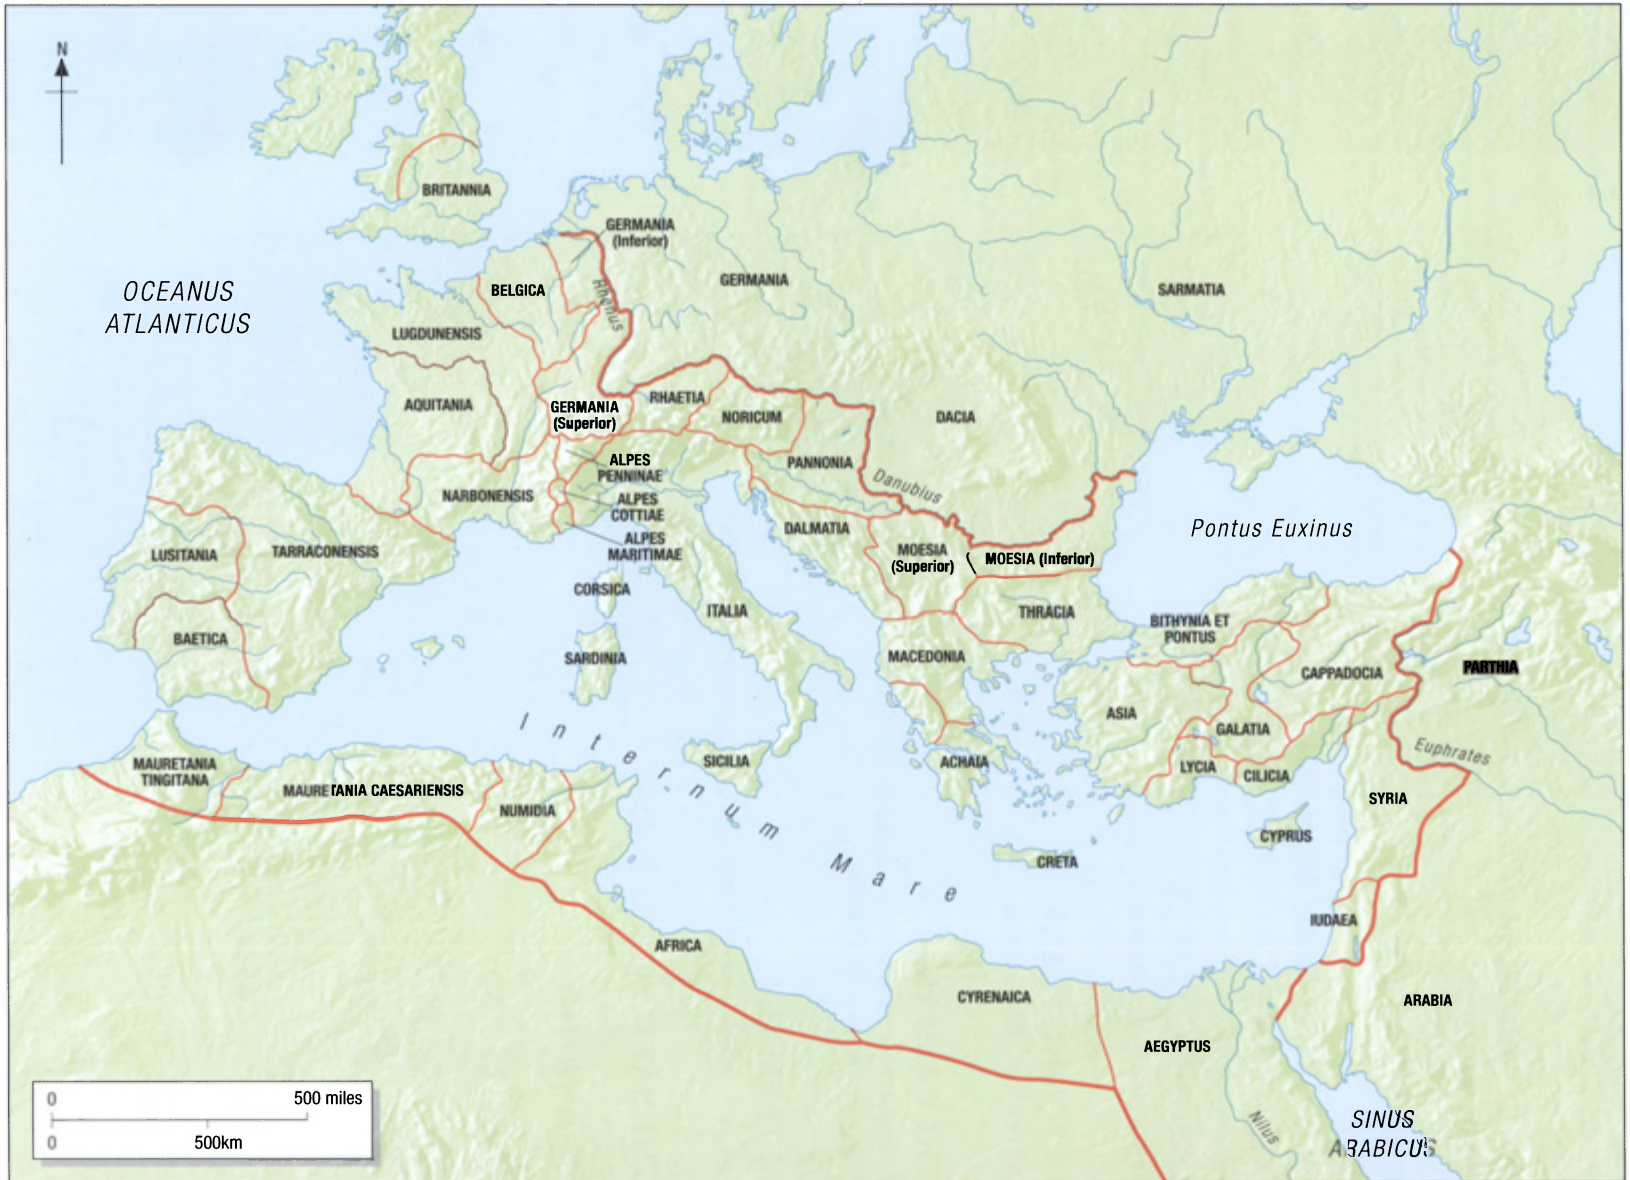 N
BRITANNIA
GERMANIA
(Inferior)
GERMANIA
SARMATIA
BELGICA
Rhenus
OCEANUS
ATLANTICUS
LUGDUNENSIS
AQUITANIA
GERMANIA
(Superior)
RHAETIA
NORICUM
DACIA
ALPES
PENNINAE
PANNONIA
Danubius
NARBONENSIS
ALPES
COTTIAE
DALMATIA
Pontus Euxinus
ALPES
MARITIMAE
MOESIA
(Superior)
MOESIA (Inferior)
LUSITANIA
TARRACONENSIS
CORSICA
ITALIA
THRACIA
BITHYNIA ET
PONTUS
BAETICA
SARDINIA
MACEDONIA
CAPPADOCIA
PARTHIA
ASIA
GALATIA
Internum Mare
Euphrates
MAURETANIA
TINGITANA
SICILIA
ACHAIA
LYCIA
CILICIA
MAURETANIA CAESARIENSIS
NUMIDIA
SYRIA
CYPRUS
CRETA
IUDAEA
AFRICA
CYRENAICA
ARABIA
AEGYPTUS
0 500 miles
0 500km
Nilus
SINUS
ARABICUS